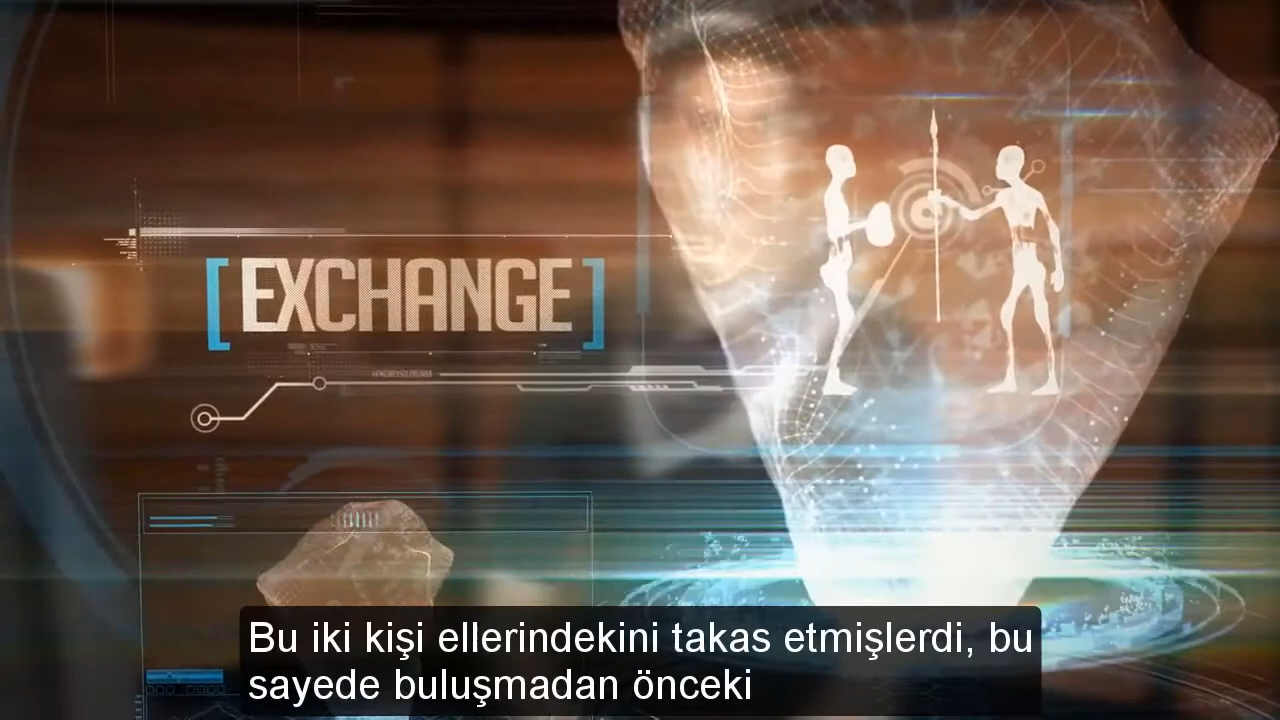 [EXCHANGE]
Bu iki kişi ellerindekini takas etmişlerdi, bu
sayede buluşmadan önceki